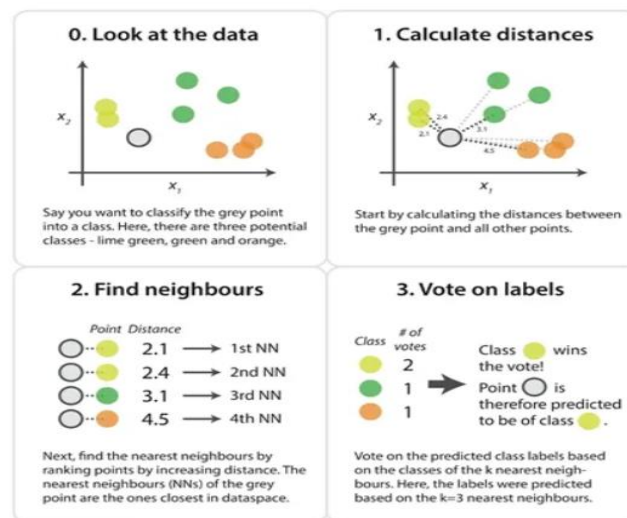 0. Look at the data
x2
x1
Say you want to classify the grey point
into a class. Here, there are three potential
classes - lime green, green and orange.
1. Calculate distances
x2
2.4
2.1
3.1
4.5
x1
Start by calculating the distances between
the grey point and all other points.
2. Find neighbours
Point Distance
2.1 → 1st NN
2.4 → 2nd NN
3.1 → 3rd NN
4.5 → 4th NN
Next, find the nearest neighbours by
ranking points by increasing distance. The
nearest neighbours (NNs) of the grey
point are the ones closest in dataspace.
3. Vote on labels
Class # of votes
2
1
1
Class wins
the vote!
Point is
therefore predicted
to be of class .
Vote on the predicted class labels based
on the classes of the k nearest neigh-
bours. Here, the labels were predicted
based on the k=3 nearest neighbours.